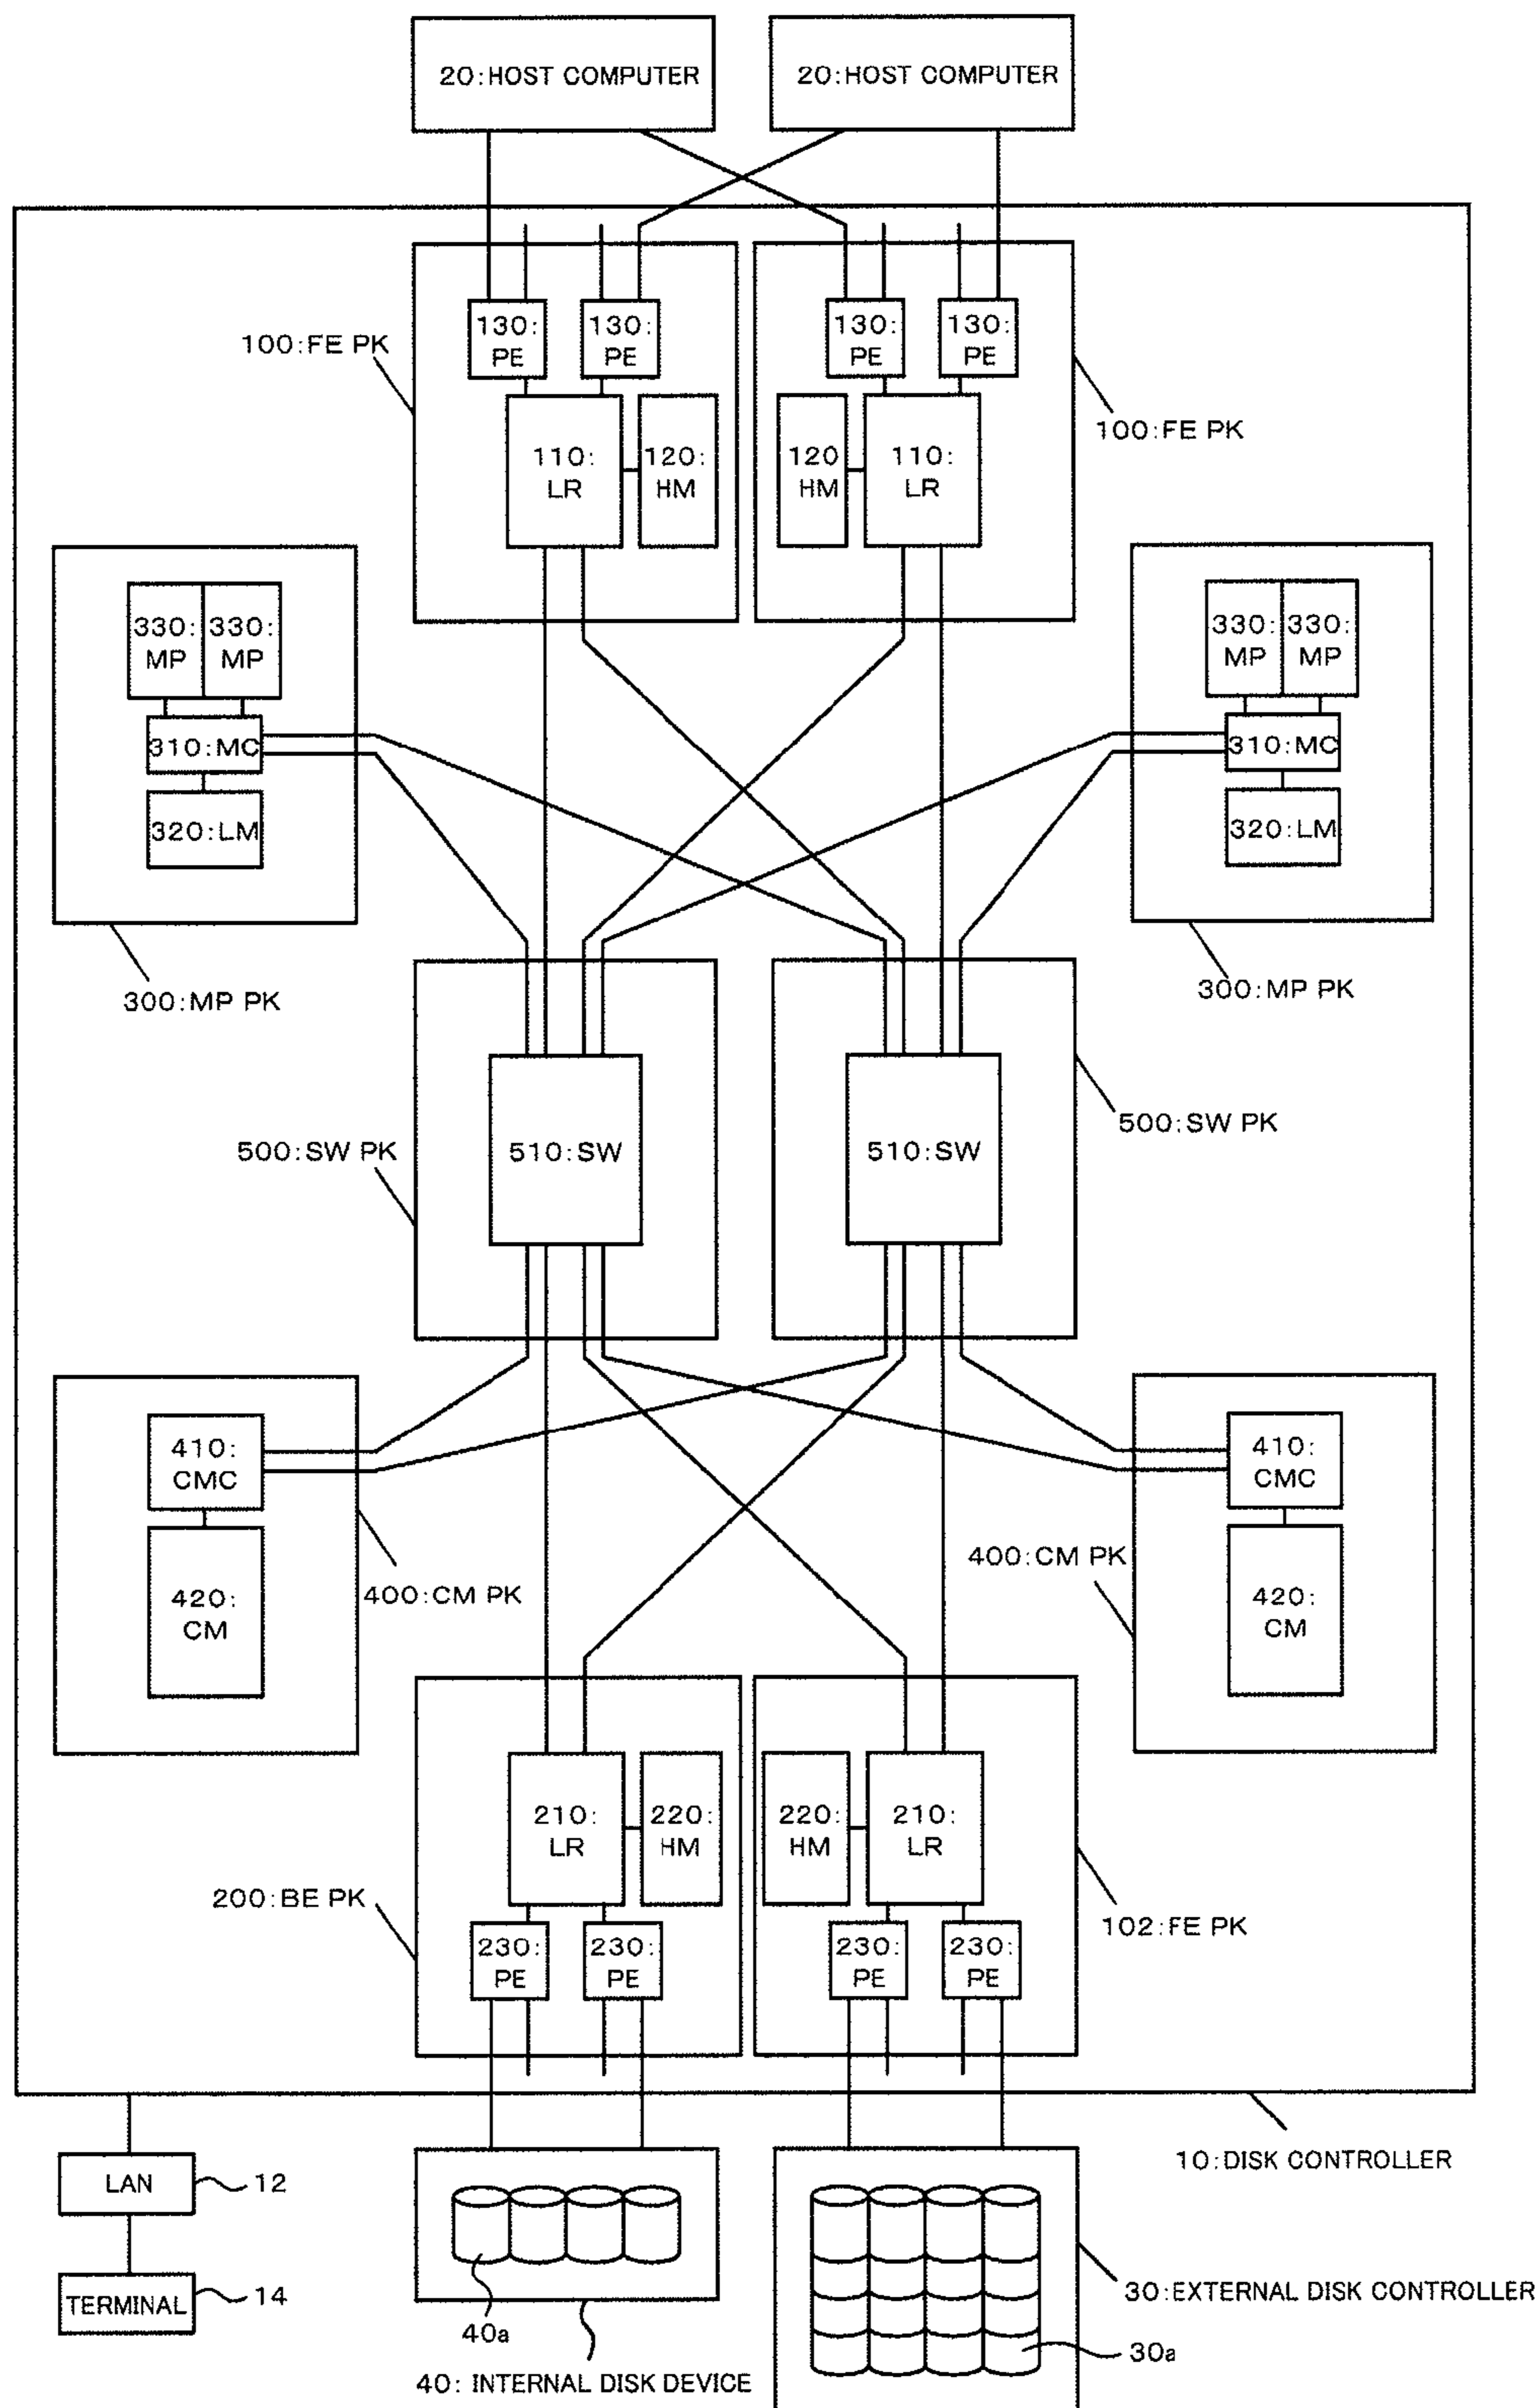 20:HOST COMPUTER
20:HOST COMPUTER
130:
PE
130:
PE
130:
PE
130:
PE
100:FE PK
100:FE PK
110:
LR
120:
HM
120
HM
110:
LR
330:
MP
330:
MP
330:
MP
330:
MP
310:MC
310:MC
320:LM
320:LM
300:MP PK
300:MP PK
500:SW PK
510:SW
510:SW
500:SW PK
410:
CMC
410:
CMC
400:CM PK
400:CM PK
420:
CM
420:
CM
210:
LR
220:
HM
220:
HM
210:
LR
200:BE PK
102:FE PK
230:
PE
230:
PE
230:
PE
230:
PE
10:DISK CONTROLLER
LAN
12
TERMINAL
14
40a
40: INTERNAL DISK DEVICE
30:EXTERNAL DISK CONTROLLER
30a